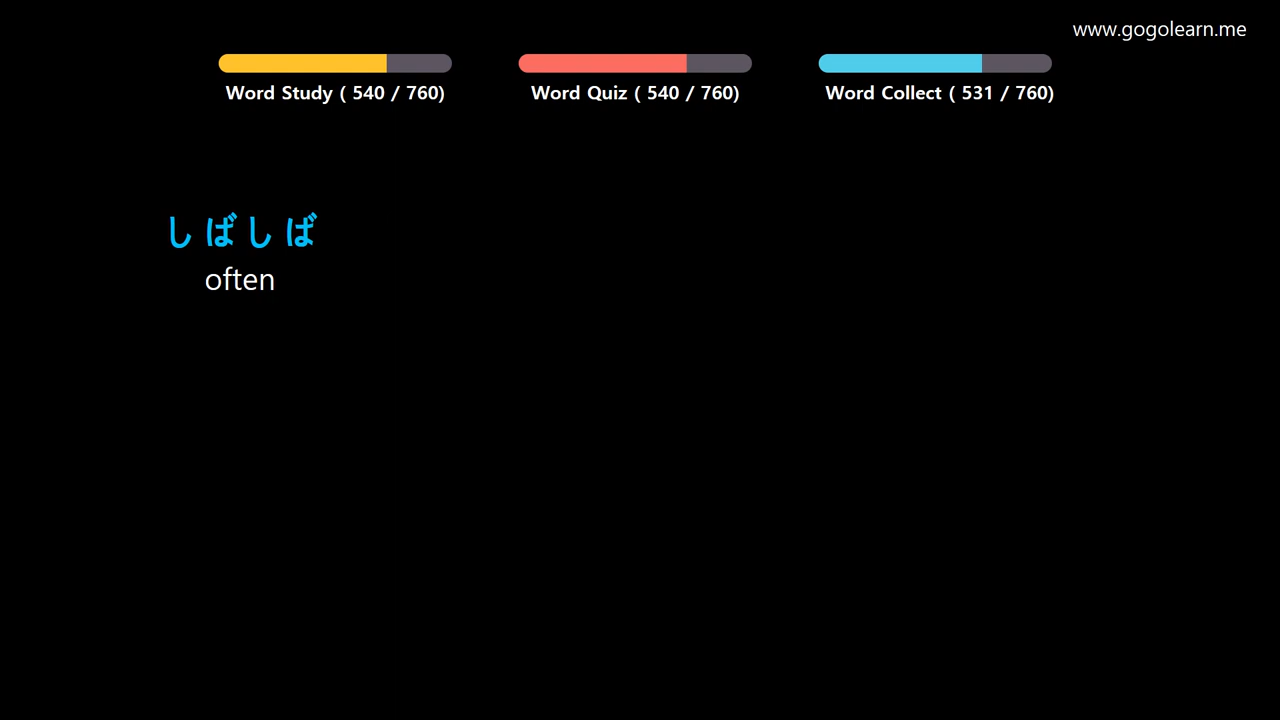 www.gogolearn.me
Word Study ( 540 / 760)
Word Quiz ( 540 / 760)
Word Collect ( 531 / 760)
しばしば
often